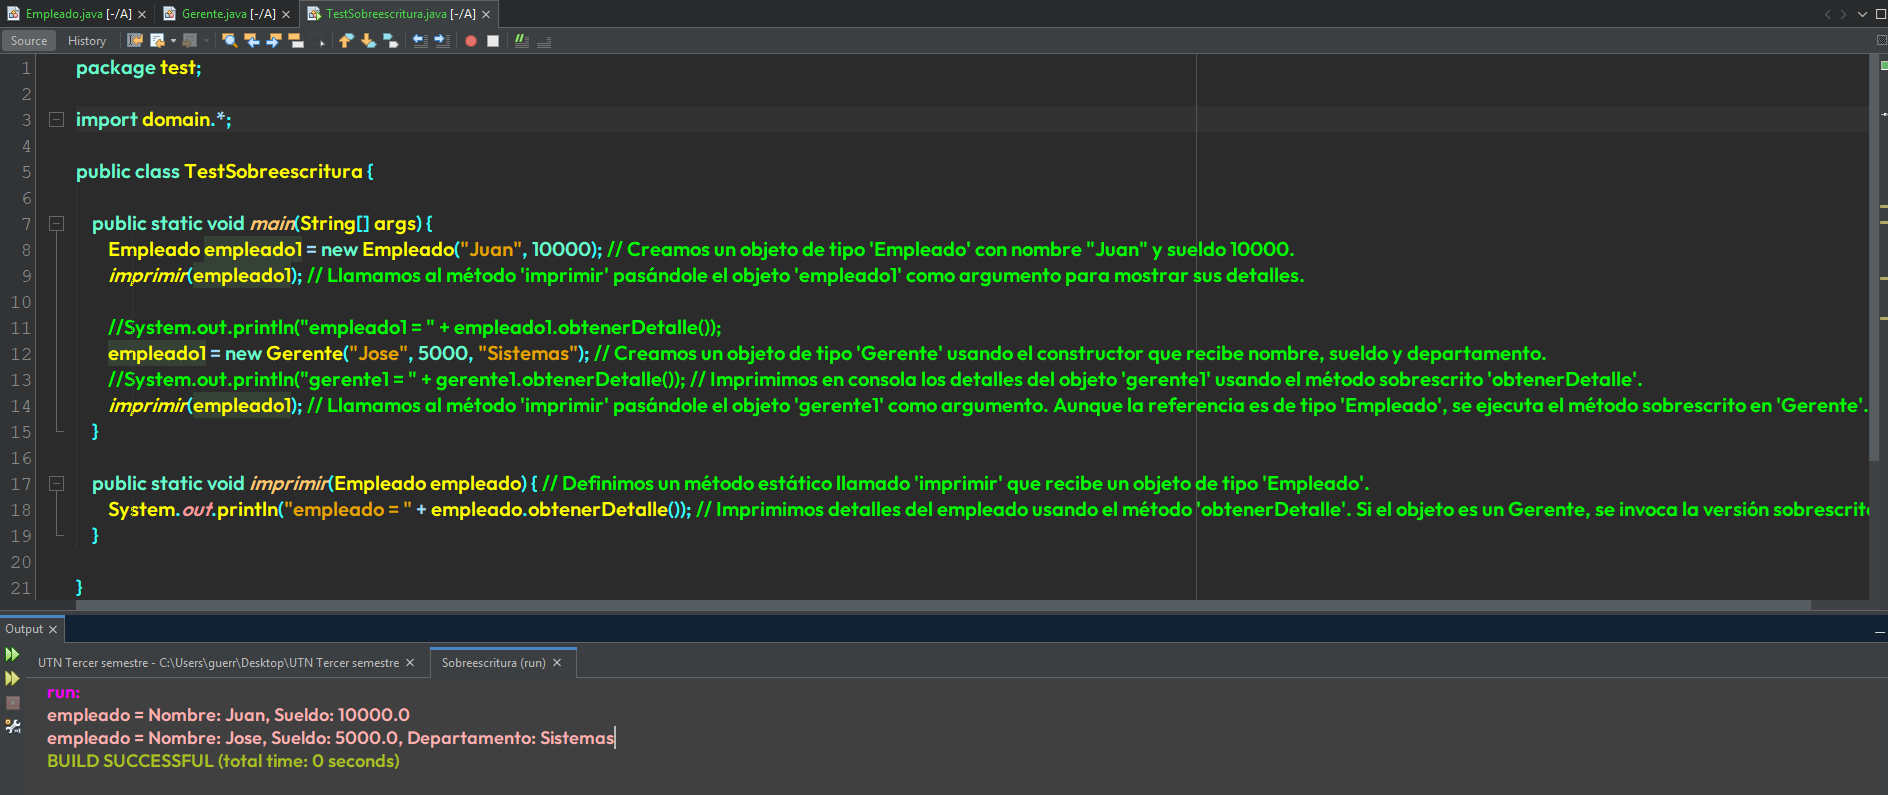 Empleado.java [-/A] Gerente.java [-/A] TestSobreescritura.java [-/A]
Source History
1 package test;
2
3 import domain.*;
4
5 public class TestSobreescritura {
6
7 public static void main(String[] args) {
8 Empleado empleado1 = new Empleado("Juan", 10000); // Creamos un objeto de tipo 'Empleado' con nombre "Juan" y sueldo 10000.
9 imprimir(empleado1); // Llamamos al método 'imprimir' pasándole el objeto 'empleado1' como argumento para mostrar sus detalles.
10
11 //System.out.println("empleado1 = " + empleado1.obtenerDetalle());
12 empleado1 = new Gerente("Jose", 5000, "Sistemas"); // Creamos un objeto de tipo 'Gerente' usando el constructor que recibe nombre, sueldo y departamento.
13 //System.out.println("gerente1 = " + gerente1.obtenerDetalle()); // Imprimimos en consola los detalles del objeto 'gerente1' usando el método sobrescrito 'obtenerDetalle'.
14 imprimir(empleado1); // Llamamos al método 'imprimir' pasándole el objeto 'gerente1' como argumento. Aunque la referencia es de tipo 'Empleado', se ejecuta el método sobrescrito en 'Gerente'.
15 }
16
17 public static void imprimir(Empleado empleado) { // Definimos un método estático llamado 'imprimir' que recibe un objeto de tipo 'Empleado'.
18 System.out.println("empleado = " + empleado.obtenerDetalle()); // Imprimimos detalles del empleado usando el método 'obtenerDetalle'. Si el objeto es un Gerente, se invoca la versión sobrescrit
19 }
20
21 }
Output
UTN Tercer semestre - C:\Users\guerr\Desktop\UTN Tercer semestre Sobreescritura (run)
run:
empleado = Nombre: Juan, Sueldo: 10000.0
empleado = Nombre: Jose, Sueldo: 5000.0, Departamento: Sistemas
BUILD SUCCESSFUL (total time: 0 seconds)